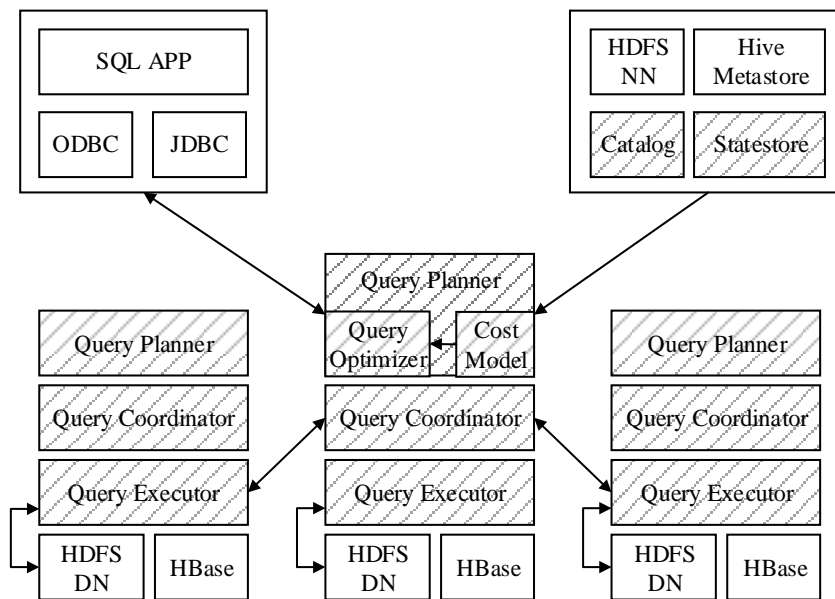 SQL APP
ODBC
JDBC
HDFS
NN
Hive
Metastore
Catalog
Statestore
Query Planner
Query
Optimizer
Cost
Model
Query Planner
Query Coordinator
Query Executor
HDFS
DN
HBase
Query Coordinator
Query Executor
HDFS
DN
HBase
Query Planner
Query Coordinator
Query Executor
HDFS
DN
HBase